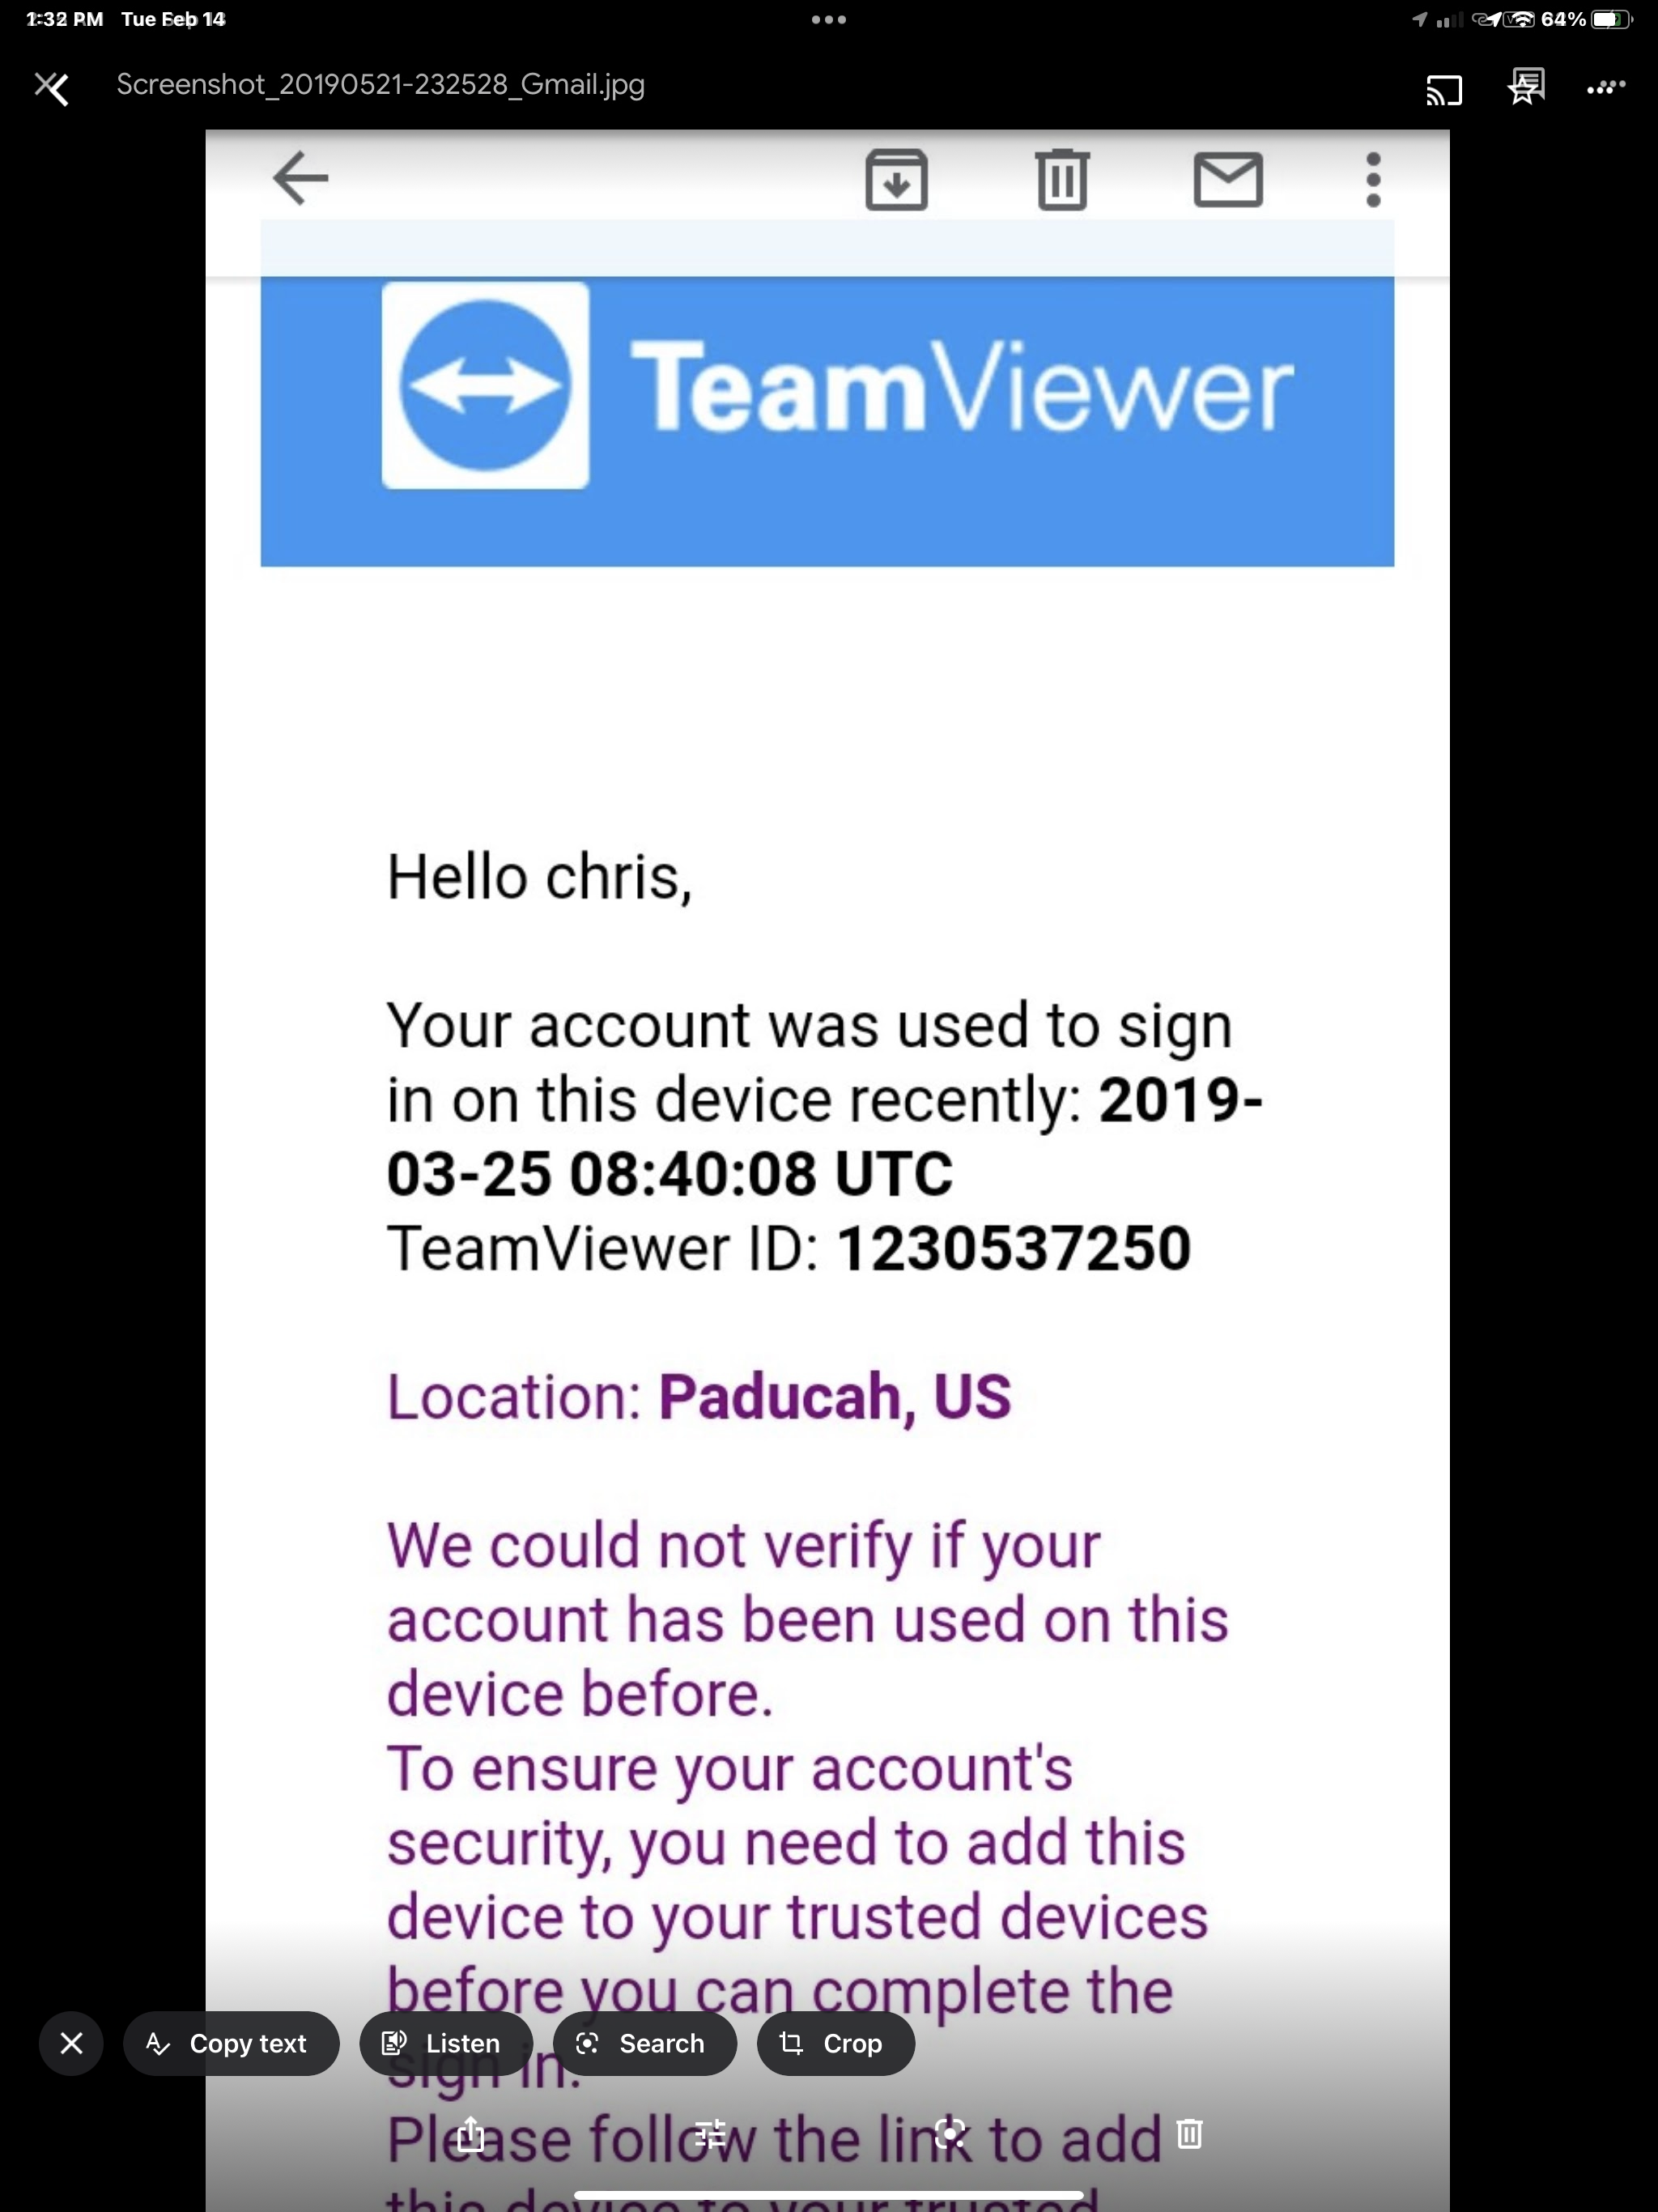 PM Tue Feb
64%
Screenshot_20190521-232528_Gmail.jpg
TeamViewer
Hello chris,
Your account was used to sign
in on this device recently: 2019-
03-25 08:40:08 UTC
TeamViewer ID: 1230537250
Location: Paducah, US
We could not verify if your
account has been used on this
device before.
To ensure your account's
security, you need to add this
device to your trusted devices
before you can complete the
sign in.
Copy text Listen Search Crop
Please follow the link to add
this device to your trusted